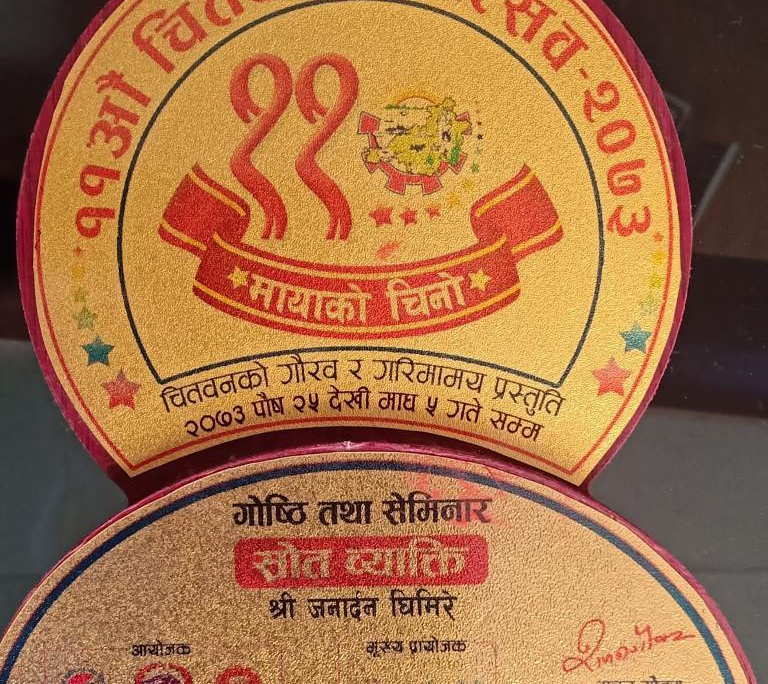 ११औं चितवन महोत्सव-२०७३
११
मायाको चिनो
चितवनको गौरव र गरिमामय प्रस्तुति
२०७३ पौष २५ देखी माघ ५ गते सम्म
गोष्ठि तथा सेमिनार
स्रोत व्याक्ति
श्री जनार्दन घिमिरे
आयोजक
मूख्य प्रायोजक